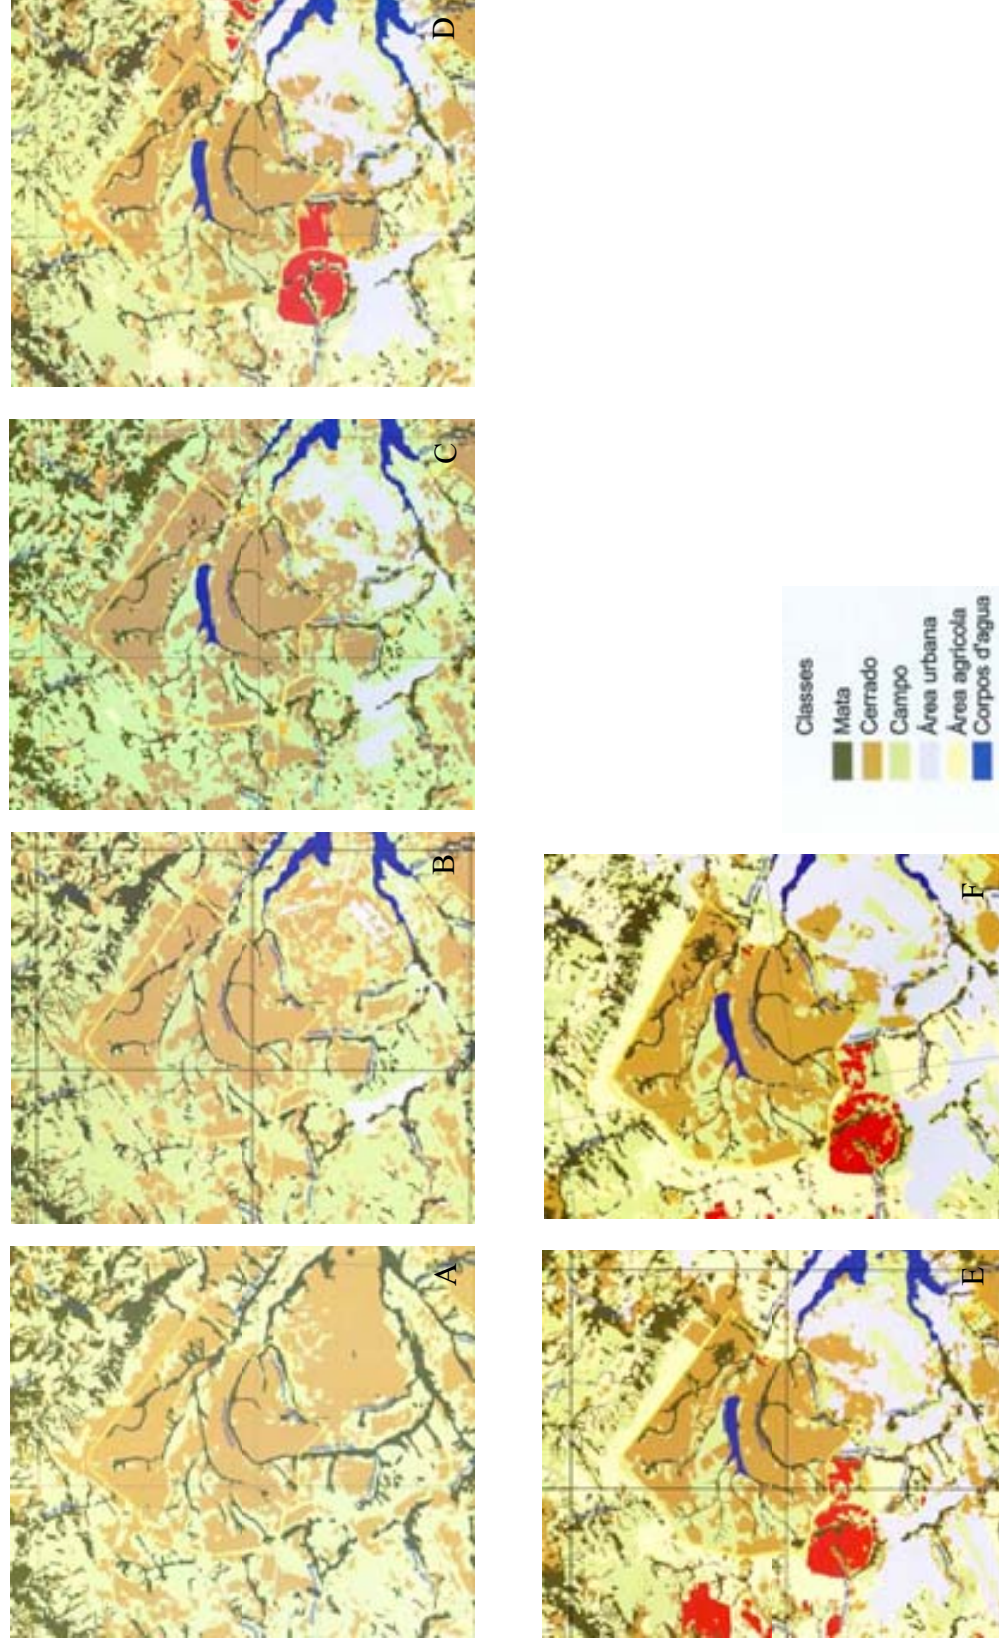 A
B
C
D
E
F
Classes
Mata
Cerrado
Campo
Área urbana
Área agrícola
Corpos d'agua